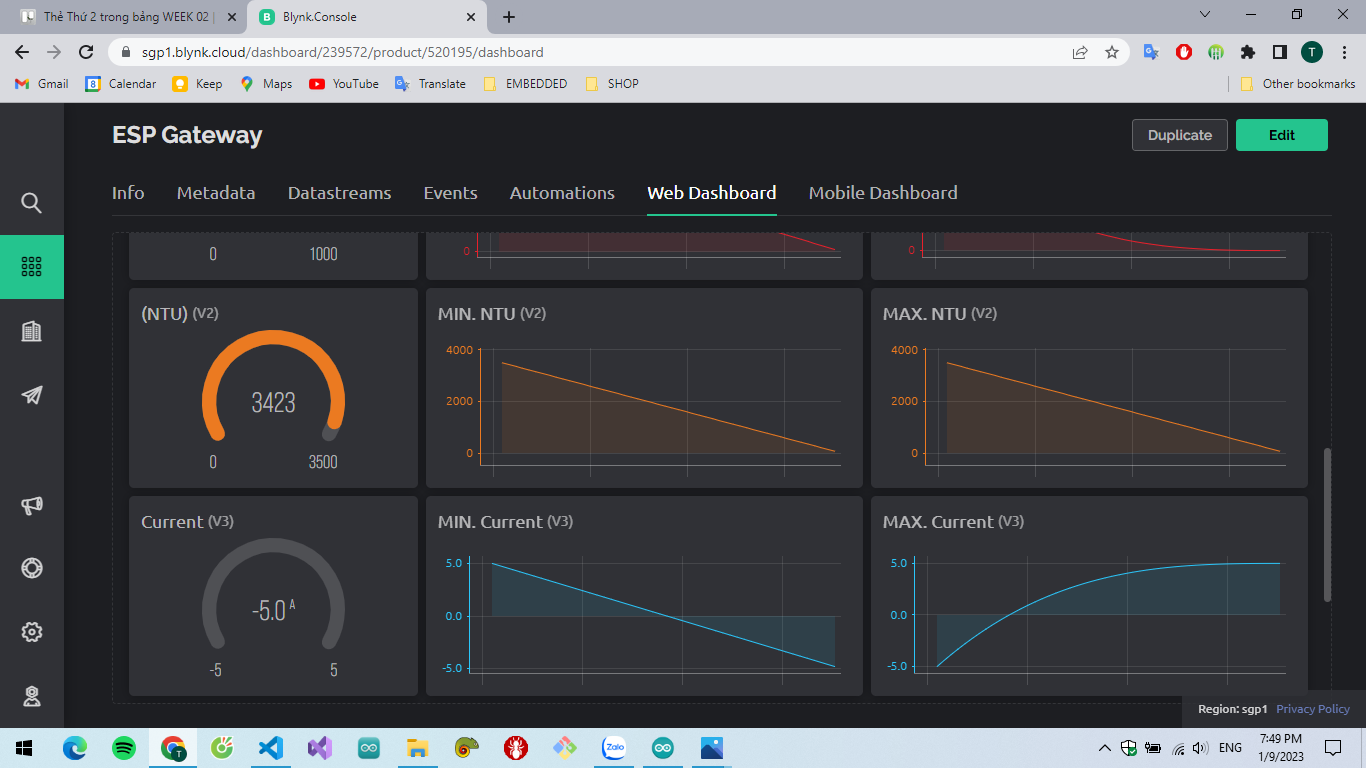 Thẻ Thứ 2 trong bảng WEEK 02 |
Blynk.Console
sgp1.blynk.cloud/dashboard/239572/product/520195/dashboard
T
Gmail
Calendar
Keep
Maps
YouTube
Translate
EMBEDDED
SHOP
Other bookmarks
ESP Gateway
Duplicate
Edit
Info
Metadata
Datastreams
Events
Automations
Web Dashboard
Mobile Dashboard
0
1000
0
0
(NTU) (V2)
3423
0
3500
MIN. NTU (V2)
4000
2000
0
MAX. NTU (V2)
4000
2000
0
Current (V3)
-5.0 A
-5
5
MIN. Current (V3)
5.0
0.0
-5.0
MAX. Current (V3)
5.0
0.0
-5.0
Region: sgp1 Privacy Policy
T
Zalo
ENG
7:49 PM
1/9/2023